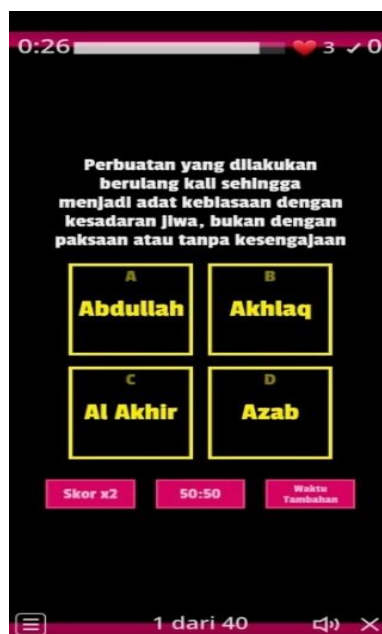 0:26 ❤️ 3 ✓ 0
Perbuatan yang dilakukan
berulang kali sehingga
menjadi adat kebiasaan dengan
kesadaran jiwa, bukan dengan
paksaan atau tanpa kesengajaan
A
Abdullah
B
Akhlaq
C
Al Akhir
D
Azab
Skor x2
50:50
Waktu
Tambahan
1 dari 40